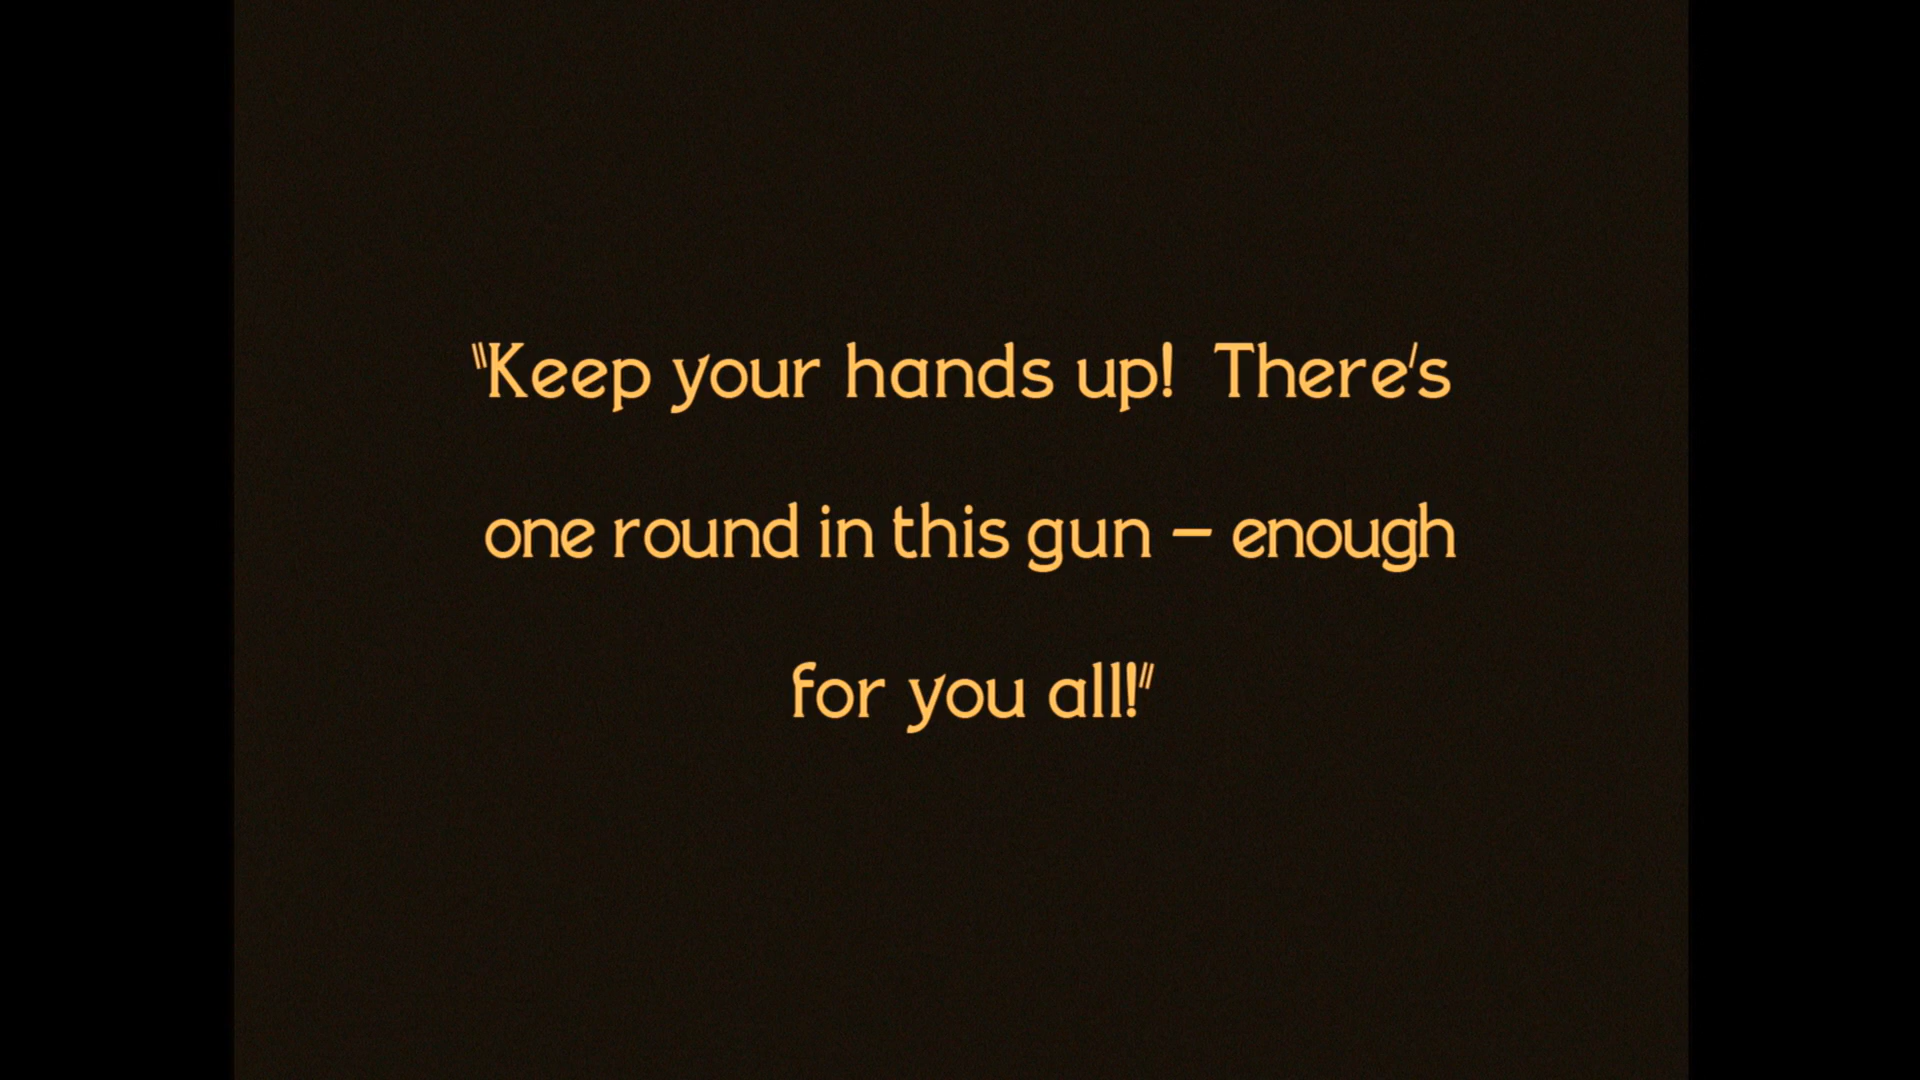 "Keep your hands up! There's
one round in this gun – enough
for you all!"